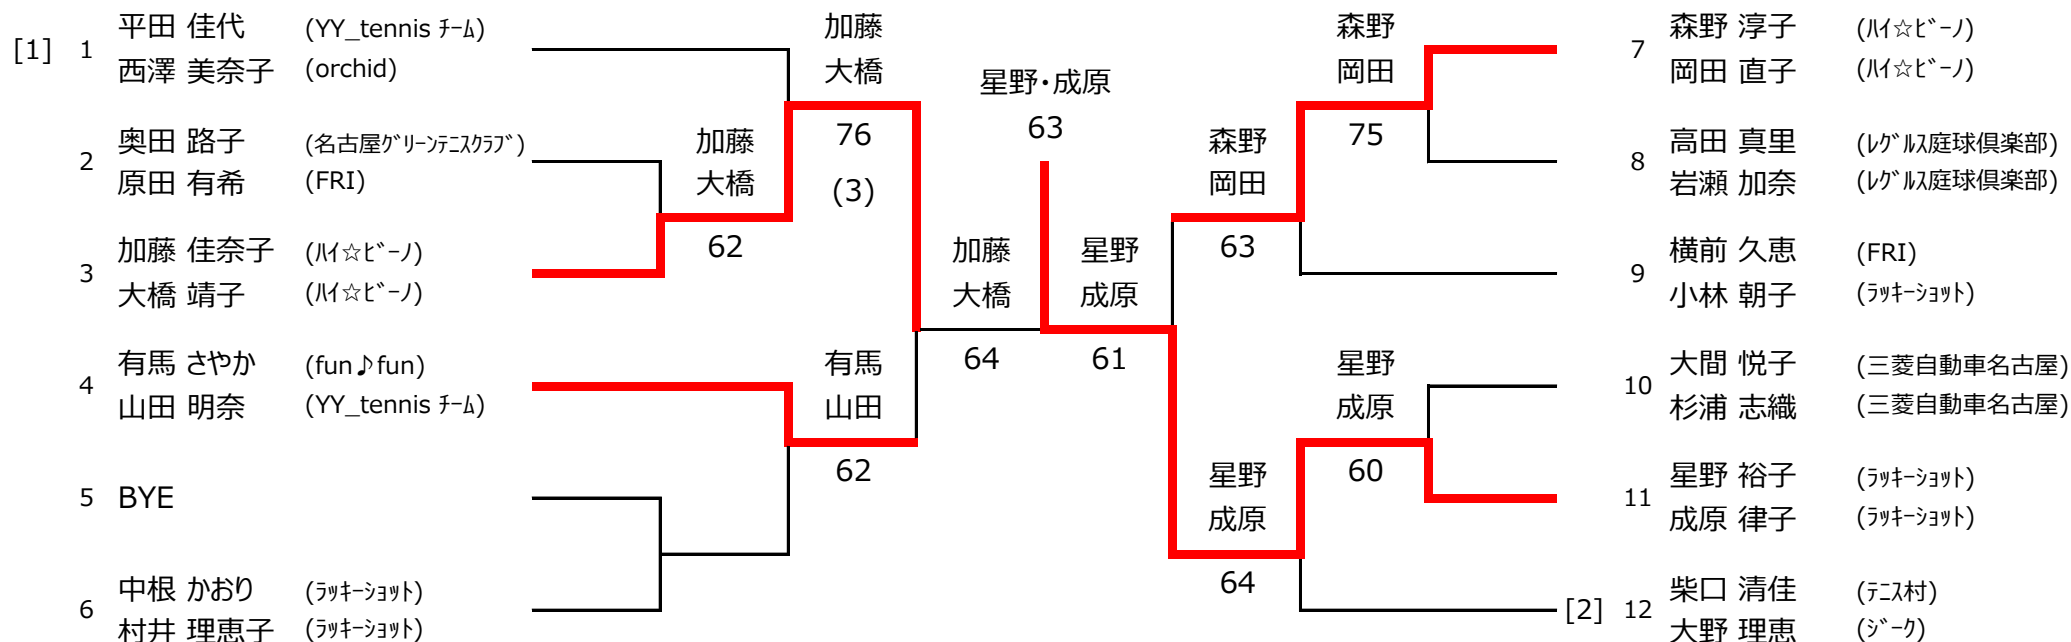 [1] 1 平田 佳代 (YY_tennis ﾁｰﾑ)
西澤 美奈子 (orchid)
2 奥田 路子 (名古屋ｸﾞﾘｰﾝﾃﾆｽｸﾗﾌﾞ)
原田 有希 (FRI)
3 加藤 佳奈子 (ﾊｲ☆ﾋﾞｰﾉ)
大橋 靖子 (ﾊｲ☆ﾋﾞｰﾉ)
4 有馬 さやか (fun♪fun)
山田 明奈 (YY_tennis ﾁｰﾑ)
5 BYE
6 中根 かおり (ﾗｯｷｰｼｮｯﾄ)
村井 理恵子 (ﾗｯｷｰｼｮｯﾄ)
加藤
大橋
62
加藤
大橋
76
(3)
有馬
山田
62
加藤
大橋
64
星野・成原
63
星野
成原
61
森野
岡田
63
星野
成原
64
森野
岡田
75
星野
成原
60
7 森野 淳子 (ﾊｲ☆ﾋﾞｰﾉ)
岡田 直子 (ﾊｲ☆ﾋﾞｰﾉ)
8 高田 真里 (ﾚｸﾞﾙｽ庭球倶楽部)
岩瀬 加奈 (ﾚｸﾞﾙｽ庭球倶楽部)
9 横前 久恵 (FRI)
小林 朝子 (ﾗｯｷｰｼｮｯﾄ)
10 大間 悦子 (三菱自動車名古屋)
杉浦 志織 (三菱自動車名古屋)
11 星野 裕子 (ﾗｯｷｰｼｮｯﾄ)
成原 律子 (ﾗｯｷｰｼｮｯﾄ)
[2] 12 柴口 清佳 (ﾃﾆｽ村)
大野 理恵 (ｼﾞｰｸ)